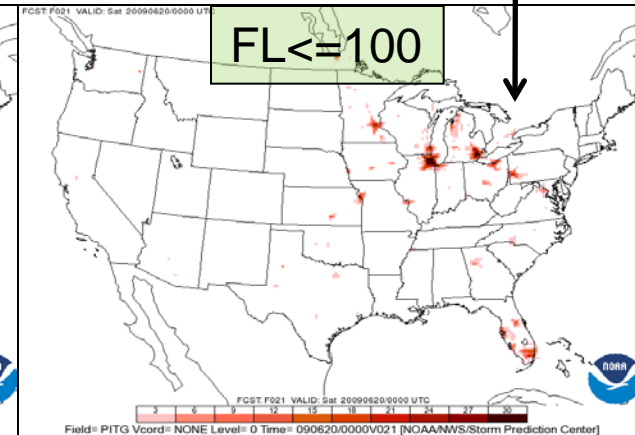 FCST: F021 VALID: Sat 20090620/0000 UTC
FL<=100
NOAA
FCST: F021 VALID: Sat 20090620/0000 UTC
3 6 9 12 15 18 21 24 27 30
Field= PITG Vcord= NONE Level= 0 Time= 090620/0000V021 [NOAA/NWS/Storm Prediction Center]